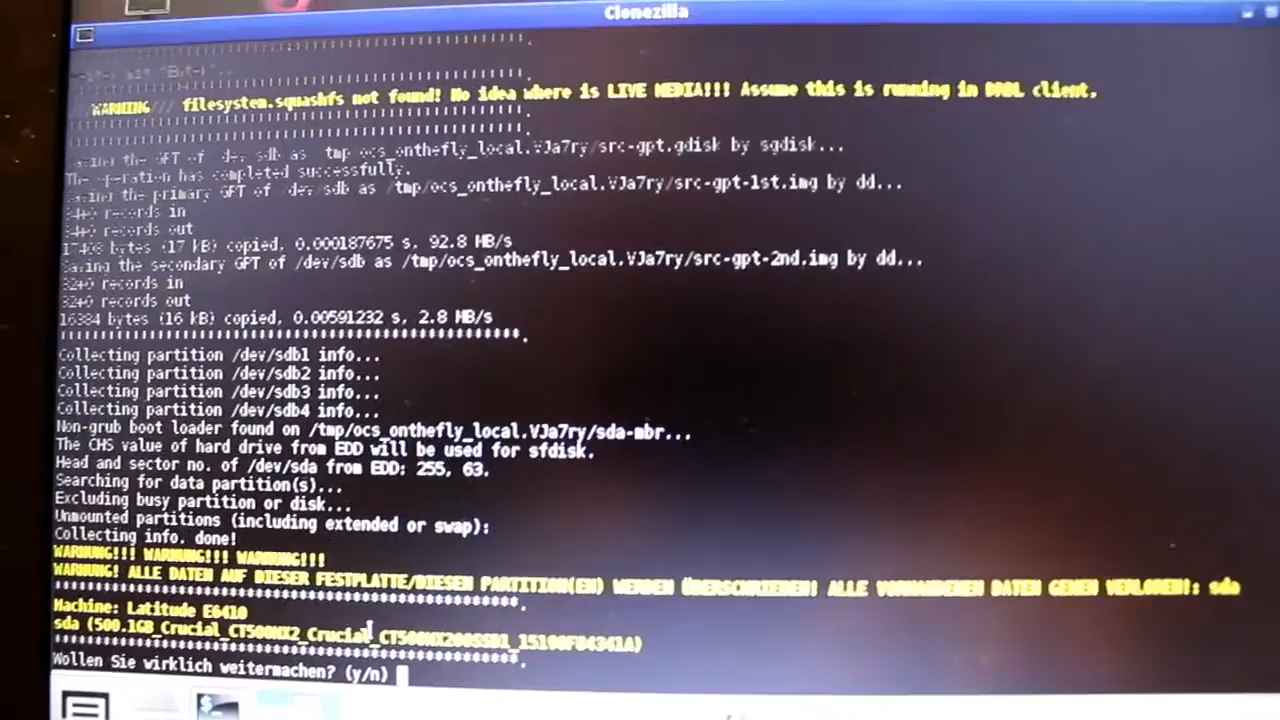 Clonezilla
WARNING /// filesystem.squashfs not found! No idea where is LIVE MEDIA!!! Assume this is running in DRBL client.
the GPT of dev sdb as tmp ocs_onthefly_local.VJa7ry/src-gpt.gdisk by sgdisk...
The operation has completed successfully.
the primary GPT of /dev/sdb as /tmp/ocs_onthefly_local.VJa7ry/src-gpt-1st.img by dd...
34+0 records in
34+0 records out
17408 bytes (17 kB) copied, 0.000187675 s, 92.8 MB/s
Saving the secondary GPT of /dev/sdb as /tmp/ocs_onthefly_local.VJa7ry/src-gpt-2nd.img by dd...
32+0 records in
32+0 records out
16384 bytes (16 kB) copied, 0.00591232 s, 2.8 MB/s
Collecting partition /dev/sdb1 info...
Collecting partition /dev/sdb2 info...
Collecting partition /dev/sdb3 info...
Collecting partition /dev/sdb4 info...
Non-grub boot loader found on /tmp/ocs_onthefly_local.VJa7ry/sda-mbr...
The CHS value of hard drive from EDD will be used for sfdisk.
Head and sector no. of /dev/sda from EDD: 255, 63.
Searching for data partition(s)...
Excluding busy partition or disk...
Unmounted partitions (including extended or swap):
Collecting info. done!
WARNUNG!!! WARNUNG!!! WARNUNG!!!
WARNUNG! ALLE DATEN AUF DIESER FESTPLATTE/DIESEN PARTITION(EN) WERDEN ÜBERSCHRIEBEN! ALLE VORHANDENEN DATEN GEHEN VERLOREN!: sda
Machine: Latitude E6410
sda (500.1GB_Crucial_CT500MX2_Crucial_CT500MX200SSD1_15190F04341A)
Wollen Sie wirklich weitermachen? (y/n)